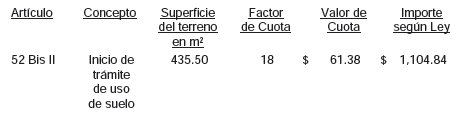 Artículo Concepto Superficie Factor Valor de Importe
del terreno de Cuota Cuota según Ley
en m²
52 Bis II Inicio de 435.50 18 $ 61.38 $ 1,104.84
trámite
de uso
de suelo